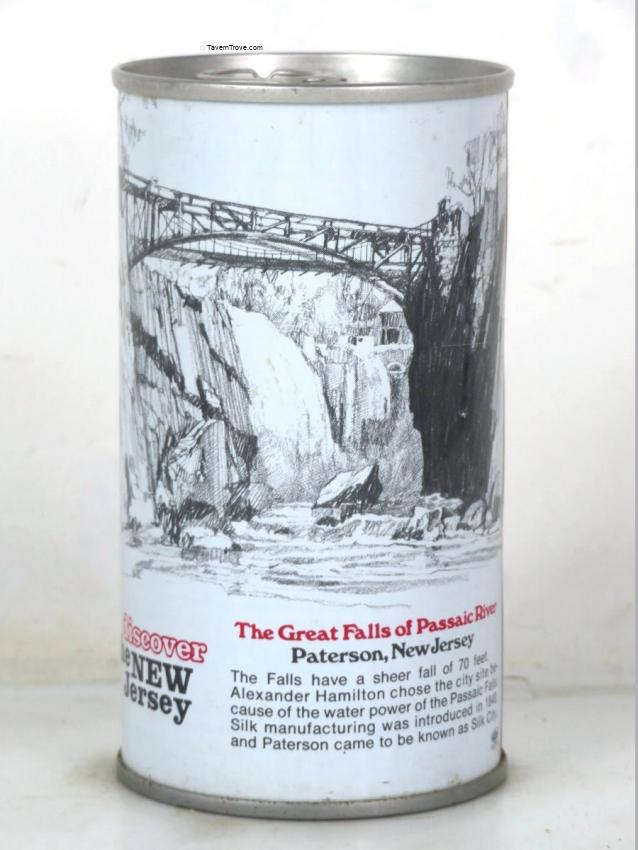 TavernTrove.com
The Great Falls of Passaic River
Paterson, New Jersey
The Falls have a sheer fall of 70 feet.
Alexander Hamilton chose the city site be-
cause of the water power of the Passaic Falls.
Silk manufacturing was introduced in 1840
and Paterson came to be known as Silk City.
discover
e NEW
Jersey